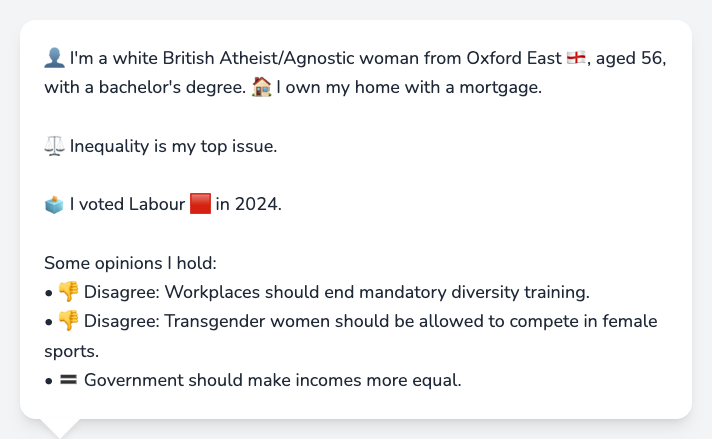 👤 I'm a white British Atheist/Agnostic woman from Oxford East 🏴󠁧󠁢󠁥󠁮󠁧󠁿, aged 56,
with a bachelor's degree. 🏠 I own my home with a mortgage.
⚖️ Inequality is my top issue.
🗳️ I voted Labour 🟥 in 2024.
Some opinions I hold:
• 👎 Disagree: Workplaces should end mandatory diversity training.
• 👎 Disagree: Transgender women should be allowed to compete in female
sports.
• 🟰 Government should make incomes more equal.